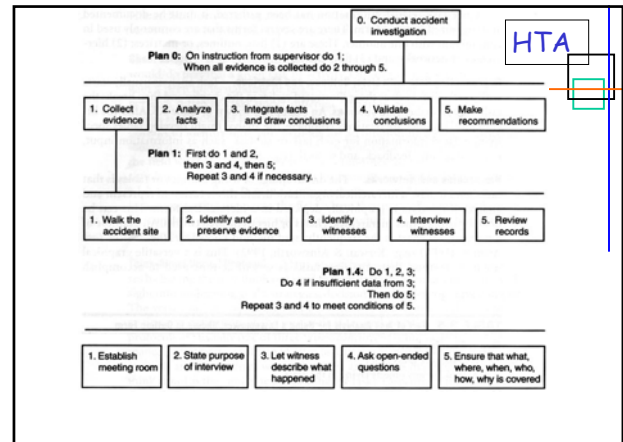 0. Conduct accident
investigation
HTA
Plan 0: On instruction from supervisor do 1;
When all evidence is collected do 2 through 5.
1. Collect
evidence
2. Analyze
facts
3. Integrate facts
and draw conclusions
4. Validate
conclusions
5. Make
recommendations
Plan 1: First do 1 and 2,
then 3 and 4, then 5;
Repeat 3 and 4 if necessary.
1. Walk the
accident site
2. Identify and
preserve evidence
3. Identify
witnesses
4. Interview
witnesses
5. Review
records
Plan 1.4: Do 1, 2, 3;
Do 4 if insufficient data from 3;
Then do 5;
Repeat 3 and 4 to meet conditions of 5.
1. Establish
meeting room
2. State purpose
of interview
3. Let witness
describe what
happened
4. Ask open-ended
questions
5. Ensure that what,
where, when, who,
how, why is covered